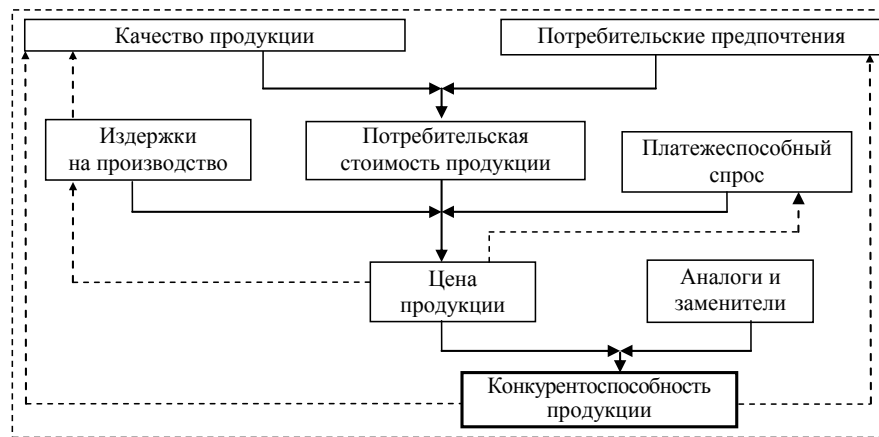 Качество продукции
Потребительские предпочтения
Издержки
на производство
Потребительская
стоимость продукции
Платежеспособный
спрос
Цена
продукции
Аналоги и
заменители
Конкурентоспособность
продукции